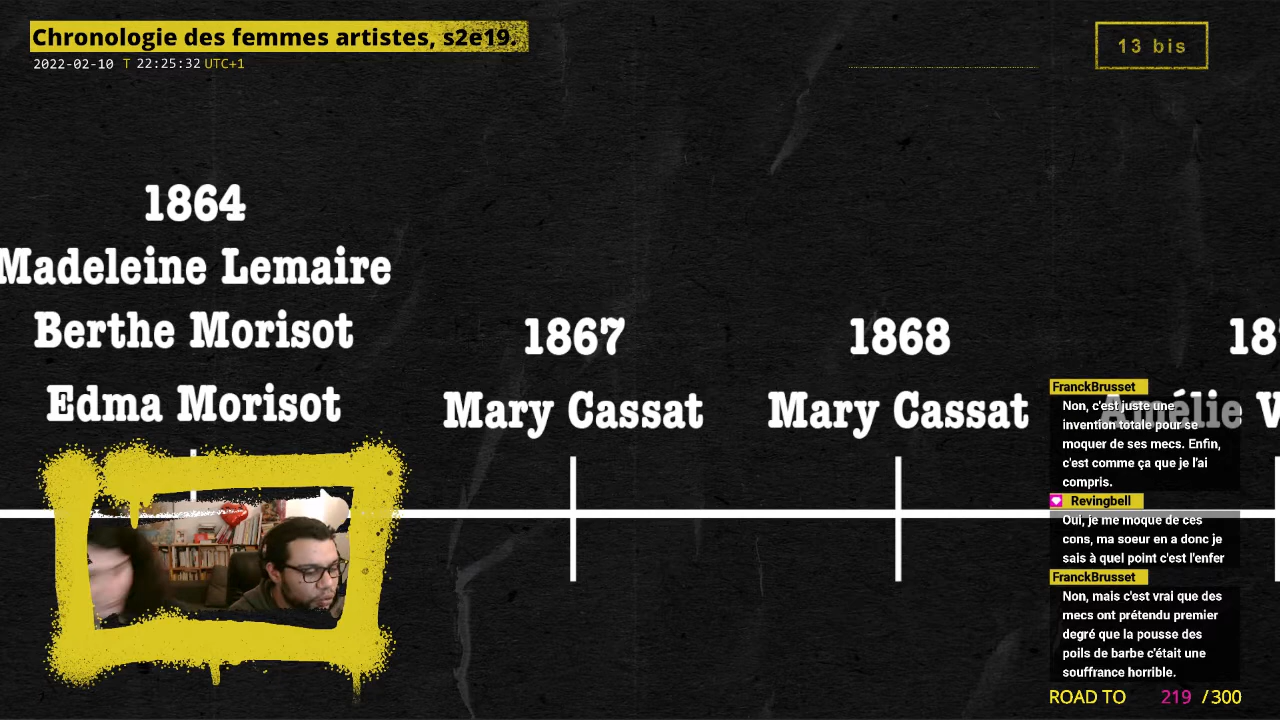 Chronologie des femmes artistes, s2e19.
2022-02-10 T 22:25:32 UTC+1
13 bis
1864
Madeleine Lemaire
Berthe Morisot
Edma Morisot
1867
Mary Cassat
1868
Mary Cassat
Amélie
FranckBrusset
Non, c'est juste une
invention totale pour se
moquer de ses mecs. Enfin,
c'est comme ça que je l'ai
compris.
Revingbell
Oui, je me moque de ces
cons, ma soeur en a donc je
sais à quel point c'est l'enfer
FranckBrusset
Non, mais c'est vrai que des
mecs ont prétendu premier
degré que la pousse des
poils de barbe c'était une
souffrance horrible.
ROAD TO 219 / 300